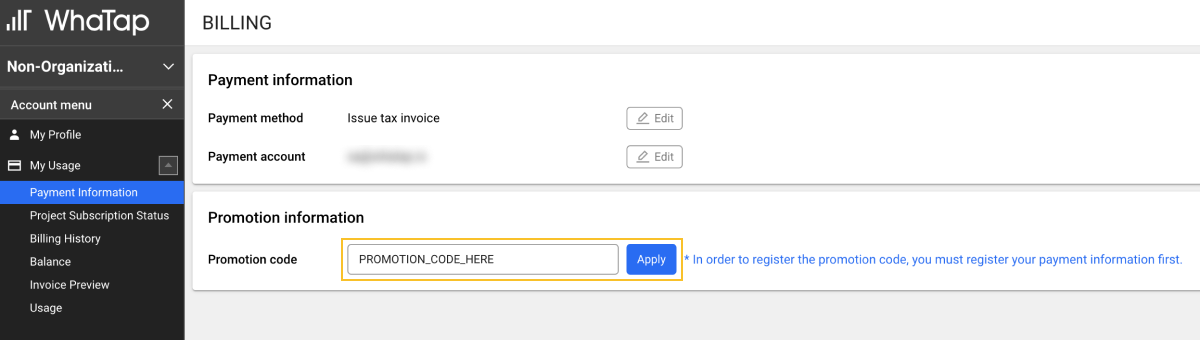 WhaTap
BILLING
Non-Organizati...
Account menu
My Profile
My Usage
Payment Information
Project Subscription Status
Billing History
Balance
Invoice Preview
Usage
Payment information
Payment method Issue tax invoice Edit
Payment account Edit
Promotion information
Promotion code PROMOTION_CODE_HERE Apply * In order to register the promotion code, you must register your payment information first.